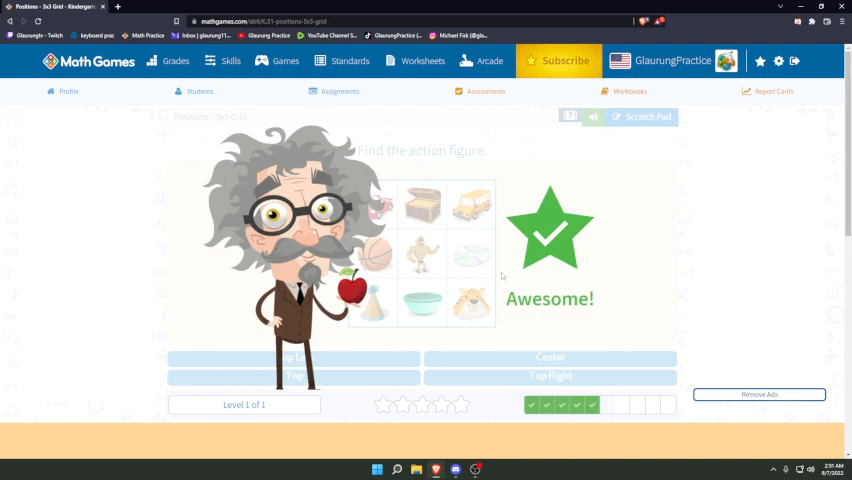 Positions - 3x3 Grid - Kindergarte
mathgames.com/skill/K.31-positions-3x3-grid
Glaurungtv - Twitch
keyboard prac
Math Practice
Inbox | glaurung11...
Glaurung Practice
YouTube Channel S...
GlaurungPractice (...
Michael Fisk (@gla...
Math Games
Grades
Skills
Games
Standards
Worksheets
Arcade
Subscribe
GlaurungPractice
Profile
Students
Assignments
Assessments
Workbooks
Report Cards
Positions - 3x3 Grid
Scratch Pad
Find the action figure.
Awesome!
Center
Top
Top Right
Level 1 of 1
Remove Ads
2:31 AM
8/7/2022